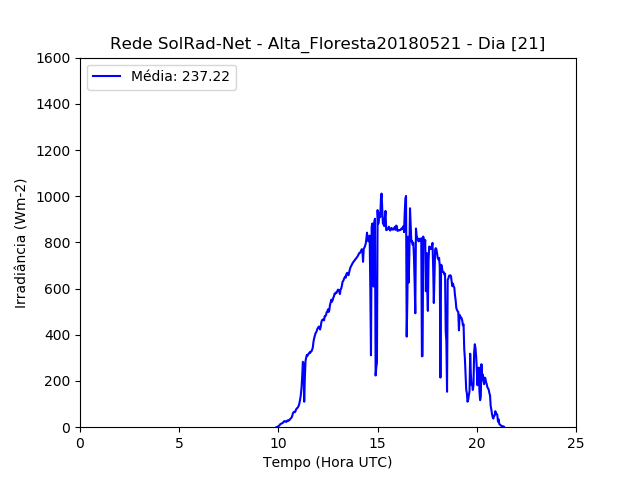 Rede SolRad-Net - Alta_Floresta20180521 - Dia [21]
Média: 237.22
1600
1400
1200
1000
800
600
400
200
0
Irradiância (Wm-2)
0 5 10 15 20 25
Tempo (Hora UTC)